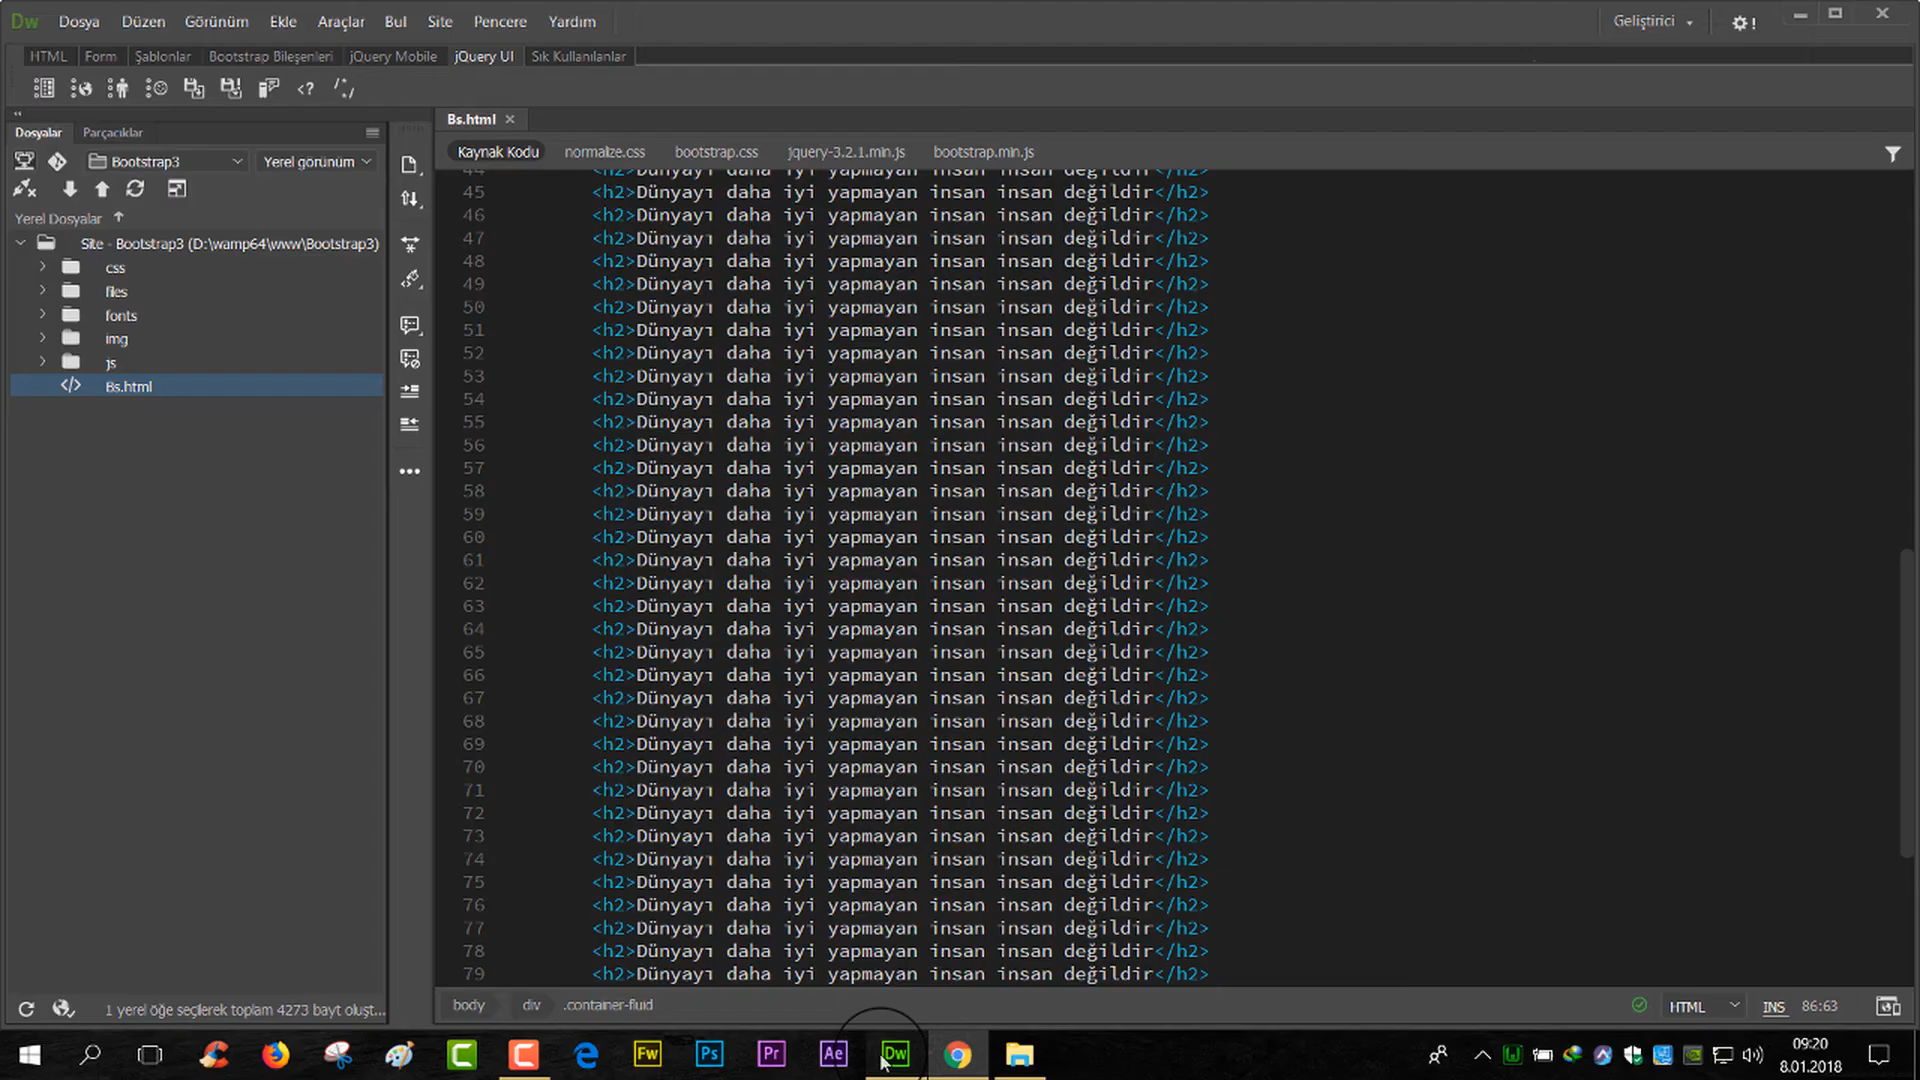 Dw Dosya Düzen Görünüm Ekle Araçlar Bul Site Pencere Yardım Geliştirici
HTML Form Şablonlar Bootstrap Bileşenleri jQuery Mobile jQuery UI Sık Kullanılanlar
Dosyalar Parçacıklar
Bs.html
Bootstrap3 Yerel görünüm
Kaynak Kodu normalize.css bootstrap.css jquery-3.2.1.min.js bootstrap.min.js
Yerel Dosyalar
Site - Bootstrap3 (D:\wamp64\www\Bootstrap3)
css
files
fonts
img
js
Bs.html
44 <h2>Dünyayı daha iyi yapmayan insan insan değildir</h2>
45 <h2>Dünyayı daha iyi yapmayan insan insan değildir</h2>
46 <h2>Dünyayı daha iyi yapmayan insan insan değildir</h2>
47 <h2>Dünyayı daha iyi yapmayan insan insan değildir</h2>
48 <h2>Dünyayı daha iyi yapmayan insan insan değildir</h2>
49 <h2>Dünyayı daha iyi yapmayan insan insan değildir</h2>
50 <h2>Dünyayı daha iyi yapmayan insan insan değildir</h2>
51 <h2>Dünyayı daha iyi yapmayan insan insan değildir</h2>
52 <h2>Dünyayı daha iyi yapmayan insan insan değildir</h2>
53 <h2>Dünyayı daha iyi yapmayan insan insan değildir</h2>
54 <h2>Dünyayı daha iyi yapmayan insan insan değildir</h2>
55 <h2>Dünyayı daha iyi yapmayan insan insan değildir</h2>
56 <h2>Dünyayı daha iyi yapmayan insan insan değildir</h2>
57 <h2>Dünyayı daha iyi yapmayan insan insan değildir</h2>
58 <h2>Dünyayı daha iyi yapmayan insan insan değildir</h2>
59 <h2>Dünyayı daha iyi yapmayan insan insan değildir</h2>
60 <h2>Dünyayı daha iyi yapmayan insan insan değildir</h2>
61 <h2>Dünyayı daha iyi yapmayan insan insan değildir</h2>
62 <h2>Dünyayı daha iyi yapmayan insan insan değildir</h2>
63 <h2>Dünyayı daha iyi yapmayan insan insan değildir</h2>
64 <h2>Dünyayı daha iyi yapmayan insan insan değildir</h2>
65 <h2>Dünyayı daha iyi yapmayan insan insan değildir</h2>
66 <h2>Dünyayı daha iyi yapmayan insan insan değildir</h2>
67 <h2>Dünyayı daha iyi yapmayan insan insan değildir</h2>
68 <h2>Dünyayı daha iyi yapmayan insan insan değildir</h2>
69 <h2>Dünyayı daha iyi yapmayan insan insan değildir</h2>
70 <h2>Dünyayı daha iyi yapmayan insan insan değildir</h2>
71 <h2>Dünyayı daha iyi yapmayan insan insan değildir</h2>
72 <h2>Dünyayı daha iyi yapmayan insan insan değildir</h2>
73 <h2>Dünyayı daha iyi yapmayan insan insan değildir</h2>
74 <h2>Dünyayı daha iyi yapmayan insan insan değildir</h2>
75 <h2>Dünyayı daha iyi yapmayan insan insan değildir</h2>
76 <h2>Dünyayı daha iyi yapmayan insan insan değildir</h2>
77 <h2>Dünyayı daha iyi yapmayan insan insan değildir</h2>
78 <h2>Dünyayı daha iyi yapmayan insan insan değildir</h2>
79 <h2>Dünyayı daha iyi yapmayan insan insan değildir</h2>
1 yerel öğe seçilerek toplam 4273 bayt oluşt...
body div .container-fluid HTML INS 86:63
Fw Ps Pr Ae Dw
09:20
8.01.2018